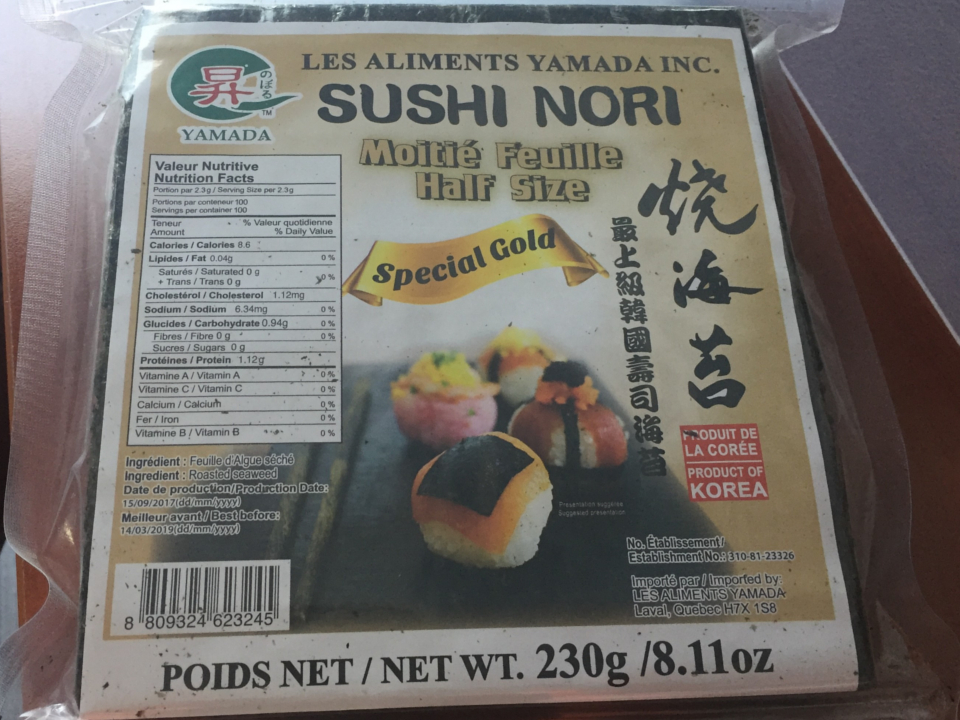 LES ALIMENTS YAMADA INC.
昇
のぼる
TM
YAMADA
SUSHI NORI
Moitié Feuille
Half Size
Special Gold
焼海苔
最上級韓國壽司海苔
Valeur Nutritive
Nutrition Facts
Portion par 2.3g / Serving Size per 2.3g
Portions par conteneur 100
Servings per container 100
Teneur % Valeur quotidienne
Amount % Daily Value
Calories / Calories 8.6
Lipides / Fat 0.04g 0 %
Saturés / Saturated 0 g
+ Trans / Trans 0 g 0 %
Cholestérol / Cholesterol 1.12mg
Sodium / Sodium 6.34mg 0 %
Glucides / Carbohydrate 0.94g 0 %
Fibres / Fibre 0 g 0 %
Sucres / Sugars 0 g
Protéines / Protein 1.12g
Vitamine A / Vitamin A 0 %
Vitamine C / Vitamin C 0 %
Calcium / Calcium 0 %
Fer / Iron 0 %
Vitamine B / Vitamin B 0 %
Ingrédient : Feuille d'Algue séché
Ingredient : Roasted seaweed
Date de production/Production Date:
15/09/2017(dd/mm/yyyy)
Meilleur avant / Best before:
14/03/2019(dd/mm/yyyy)
PRODUIT DE
LA CORÉE
PRODUCT OF
KOREA
Présentation suggérée
Suggested presentation
No. Établissement /
Establishment No.: 310-81-23326
Importé par / Imported by:
LES ALIMENTS YAMADA
Laval, Quebec H7X 1S8
8 809324 623245
POIDS NET / NET WT. 230g /8.11oz